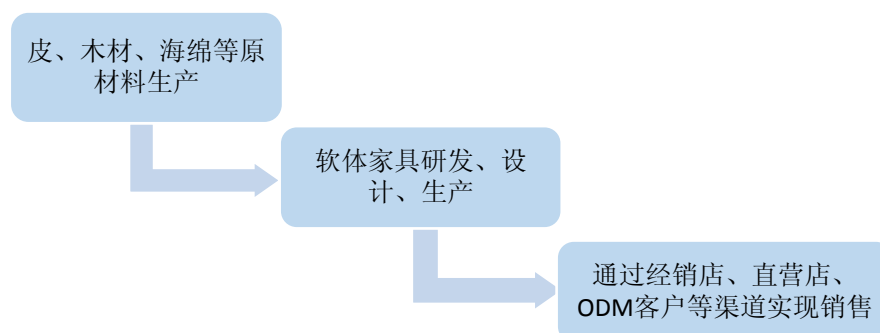 皮、木材、海绵等原
材料生产
软体家具研发、设
计、生产
通过经销店、直营店、
ODM客户等渠道实现销售